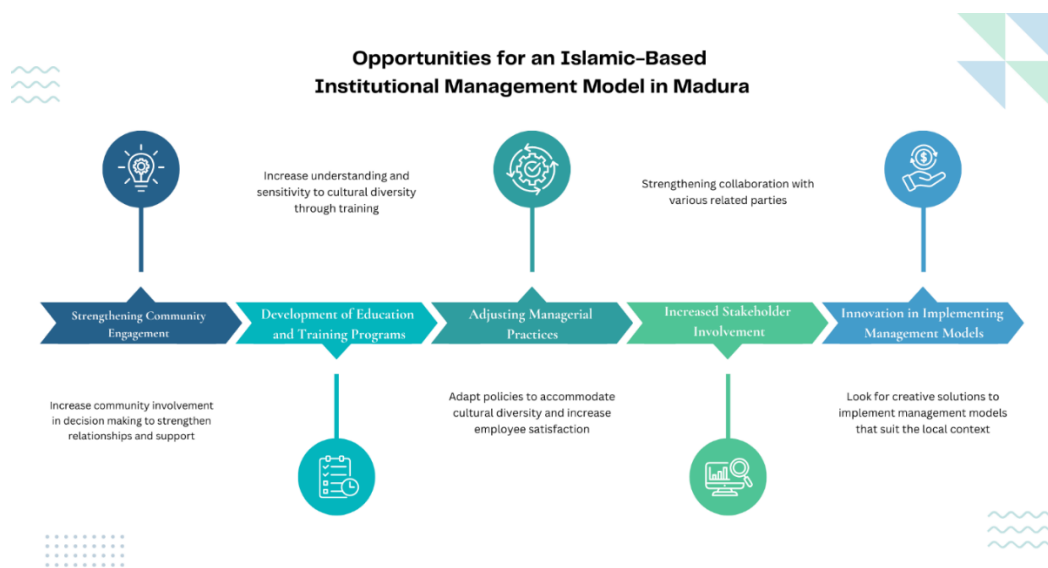 Opportunities for an Islamic-Based
Institutional Management Model in Madura
Increase understanding and
sensitivity to cultural diversity
through training
Strengthening collaboration with
various related parties
Strengthening Community
Engagement
Development of Education
and Training Programs
Adjusting Managerial
Practices
Increased Stakeholder
Involvement
Innovation in Implementing
Management Models
Increase community involvement
in decision making to strengthen
relationships and support
Adapt policies to accommodate
cultural diversity and increase
employee satisfaction
Look for creative solutions to
implement management models
that suit the local context